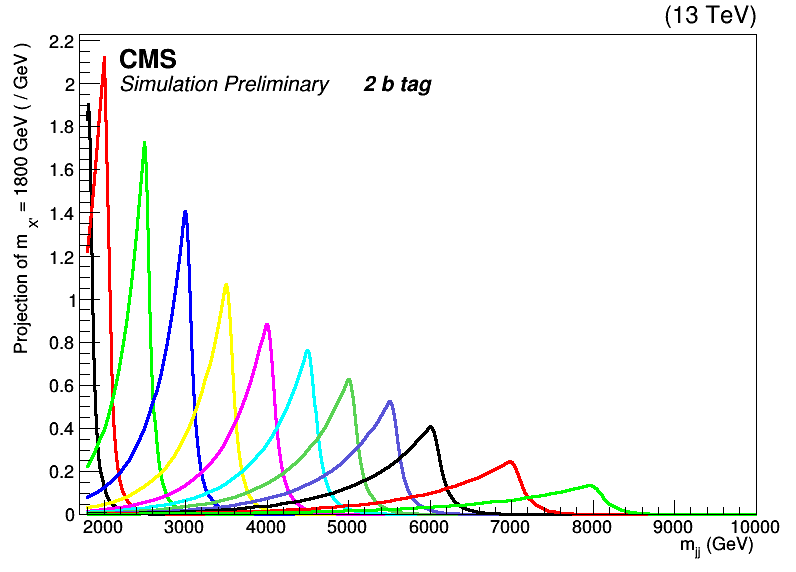 (13 TeV)
CMS
Simulation Preliminary 2 b tag
Projection of m_X' = 1800 GeV ( / GeV )
2.2
2
1.8
1.6
1.4
1.2
1
0.8
0.6
0.4
0.2
0
2000 3000 4000 5000 6000 7000 8000 9000 10000
m_jj (GeV)